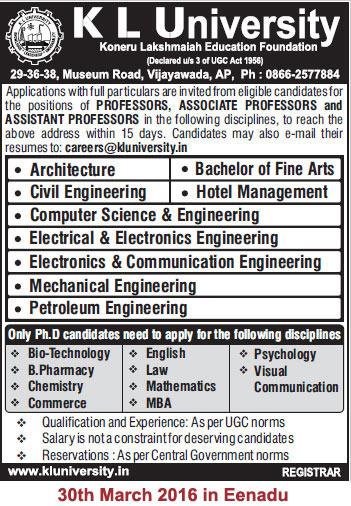 K L University
Koneru Lakshmaiah Education Foundation
(Declared u/s 3 of UGC Act 1956)
29-36-38, Museum Road, Vijayawada, AP, Ph : 0866-2577884
Applications with full particulars are invited from eligible candidates for
the positions of PROFESSORS, ASSOCIATE PROFESSORS and
ASSISTANT PROFESSORS in the following disciplines, to reach the
above address within 15 days. Candidates may also e-mail their
resumes to: careers@kluniversity.in
• Architecture • Bachelor of Fine Arts
• Civil Engineering • Hotel Management
• Computer Science & Engineering
• Electrical & Electronics Engineering
• Electronics & Communication Engineering
• Mechanical Engineering
• Petroleum Engineering
Only Ph.D candidates need to apply for the following disciplines
❖ Bio-Technology
❖ B.Pharmacy
❖ Chemistry
❖ Commerce
❖ English
❖ Law
❖ Mathematics
❖ MBA
❖ Psychology
❖ Visual
Communication
❖ Qualification and Experience: As per UGC norms
❖ Salary is not a constraint for deserving candidates
❖ Reservations : As per Central Government norms
www.kluniversity.in REGISTRAR
30th March 2016 in Eenadu